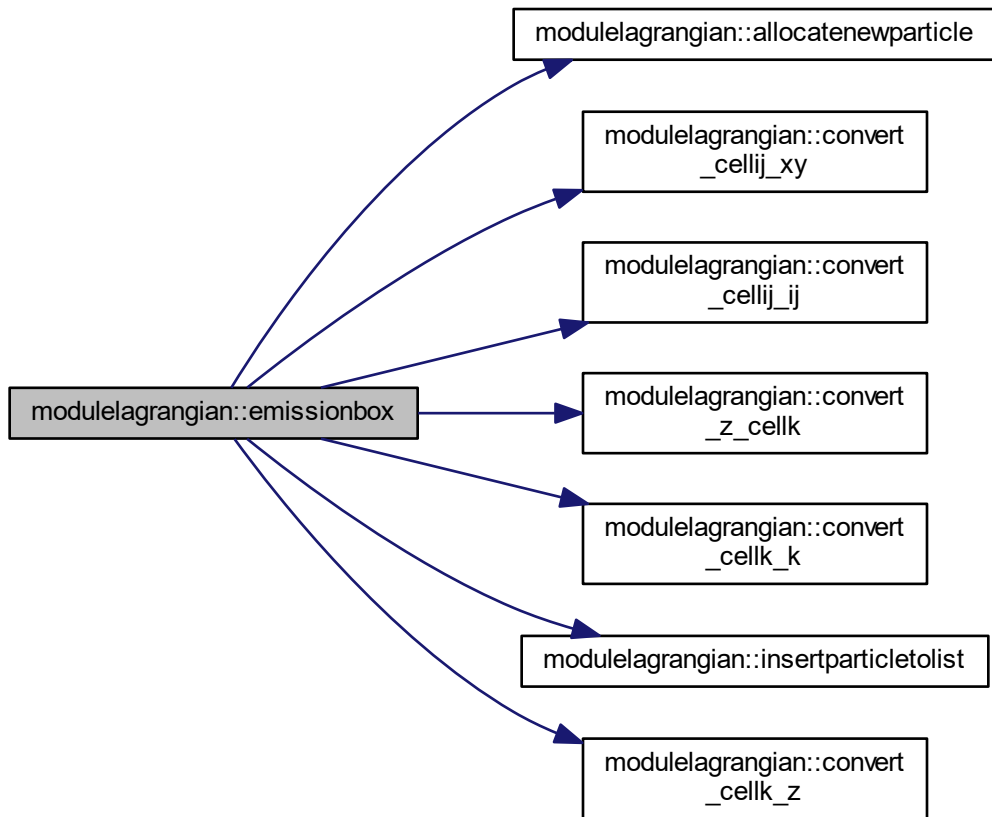 modulelagrangian::allocatenewparticle
modulelagrangian::convert
_cellij_xy
modulelagrangian::convert
_cellij_ij
modulelagrangian::emissionbox
modulelagrangian::convert
_z_cellk
modulelagrangian::convert
_cellk_k
modulelagrangian::insertparticletolist
modulelagrangian::convert
_cellk_z